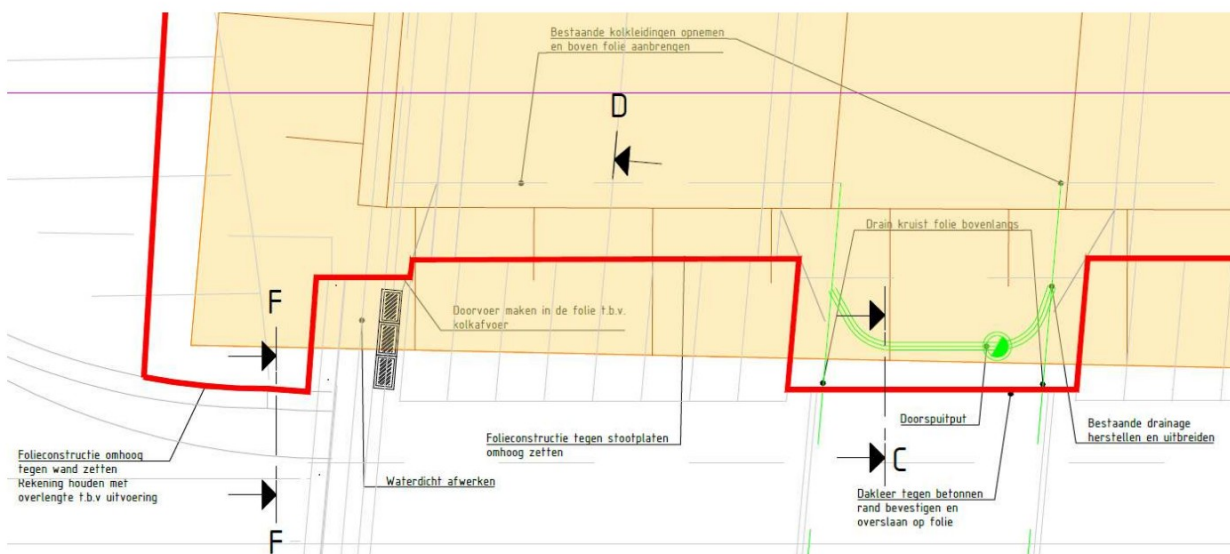 Bestaande kolkleidingen opnemen
en boven folie aanbrengen
D
Drain kruist folie bovenlangs
F
Doorvoer maken in de folie t.b.v.
kolkafvoer
Folieconstructie omhoog
tegen wand zetten
Rekening houden met
overlengte t.b.v uitvoering
Waterdicht afwerken
Folieconstructie tegen stootplaten
omhoog zetten
Doorspuitput
Bestaande drainage
herstellen en uitbreiden
C
Dakleer tegen betonnen
rand bevestigen en
overslaan op folie
F